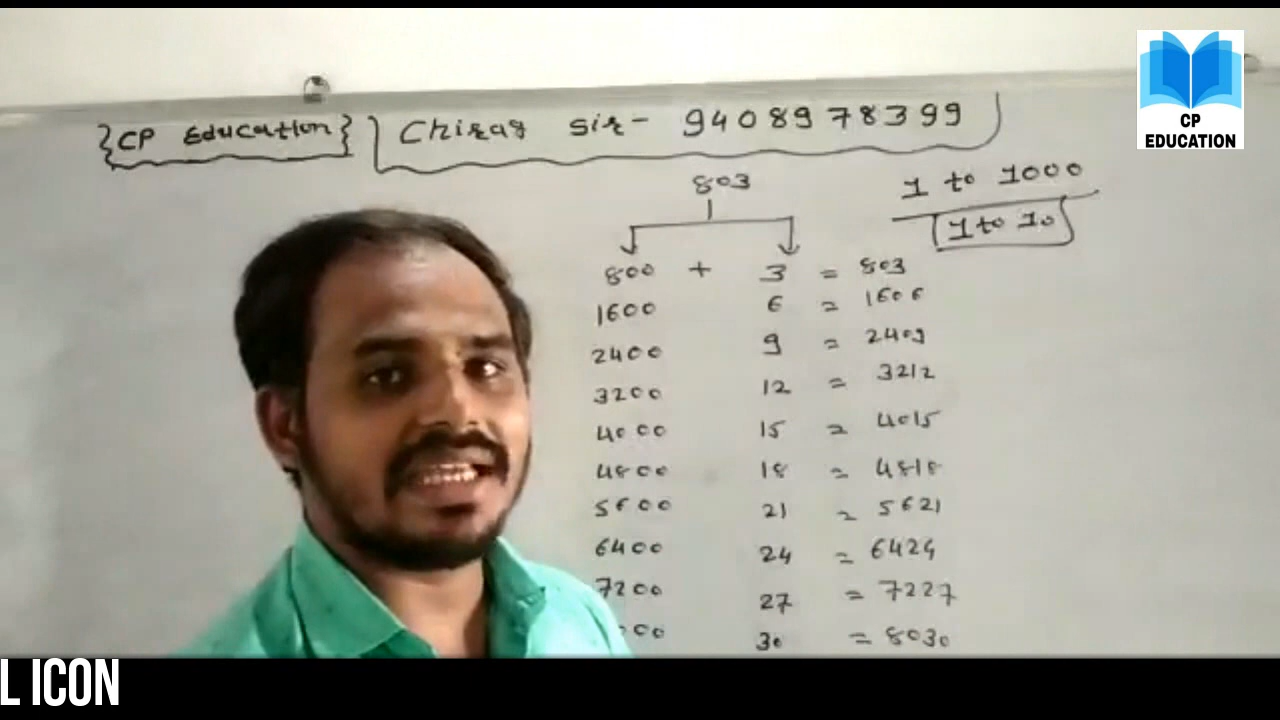 {CP Education} Chirag Sir- 9408978399
CP
EDUCATION
803
1 to 1000
1 to 10
800 + 3 = 803
1600 6 = 1606
2400 9 = 2409
3200 12 = 3212
4000 15 = 4015
4800 18 = 4818
5600 21 = 5621
6400 24 = 6424
7200 27 = 7227
000 30 = 8030
L ICON